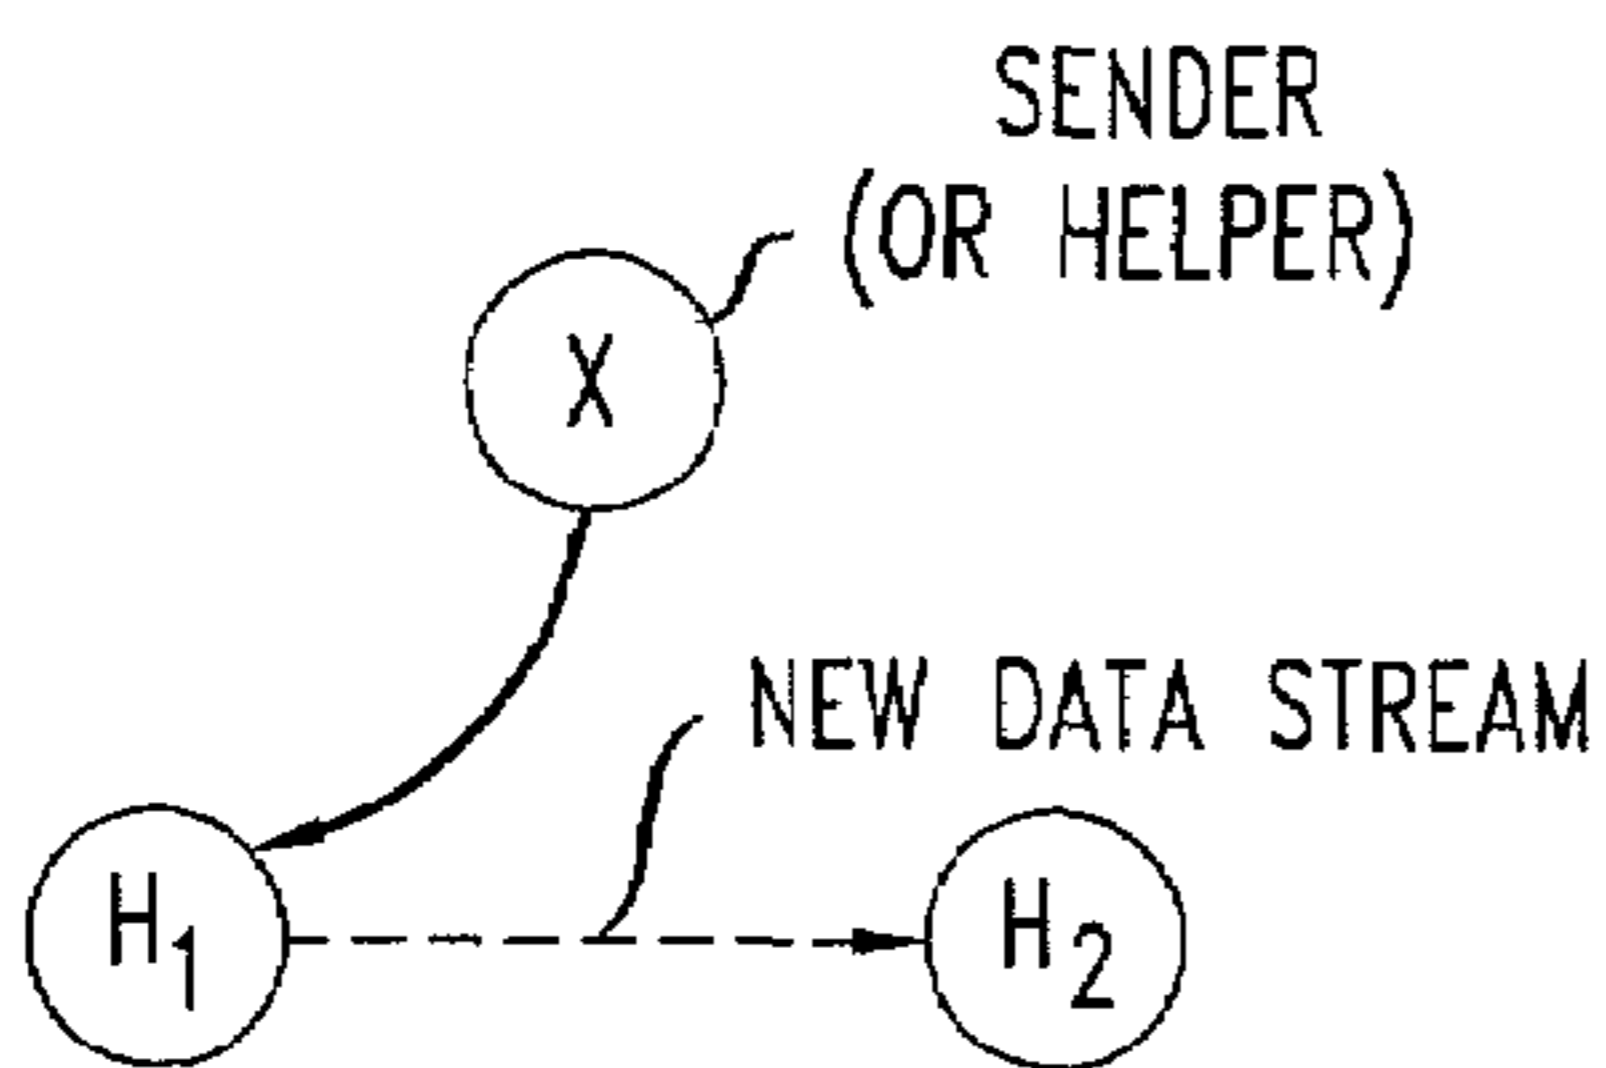 SENDER
(OR HELPER)
X
NEW DATA STREAM
H₁
H₂